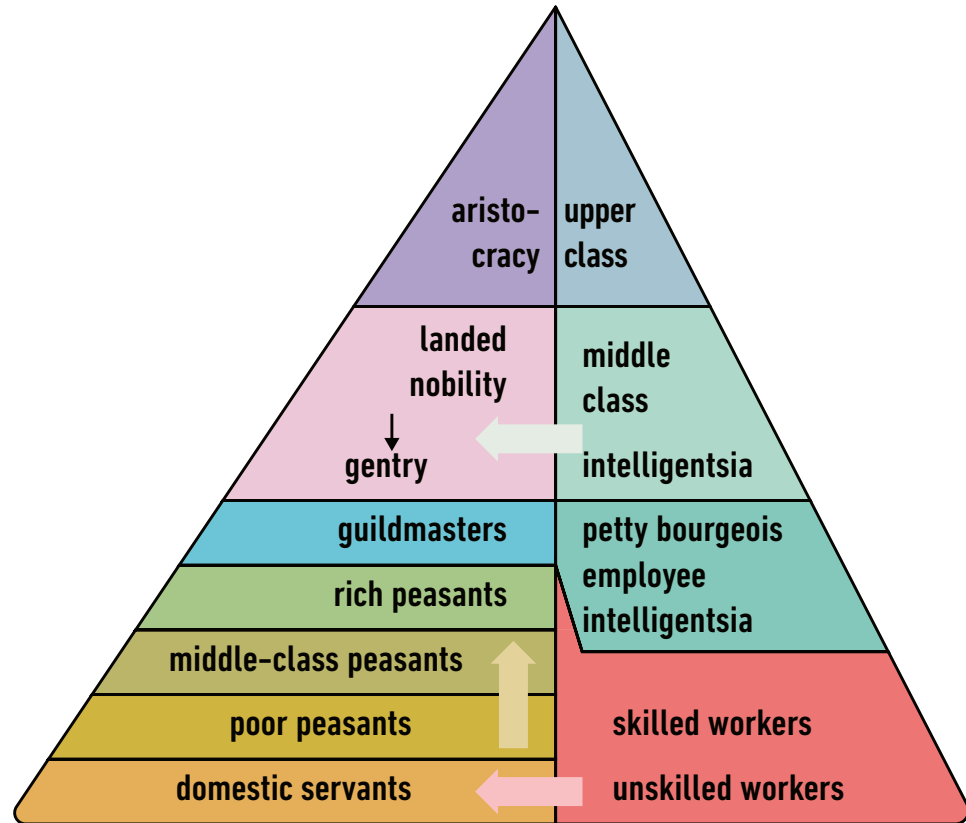 aristo-
cracy
upper
class
landed
nobility
gentry
middle
class
intelligentsia
guildmasters
petty bourgeois
employee
intelligentsia
rich peasants
middle-class peasants
poor peasants
domestic servants
skilled workers
unskilled workers